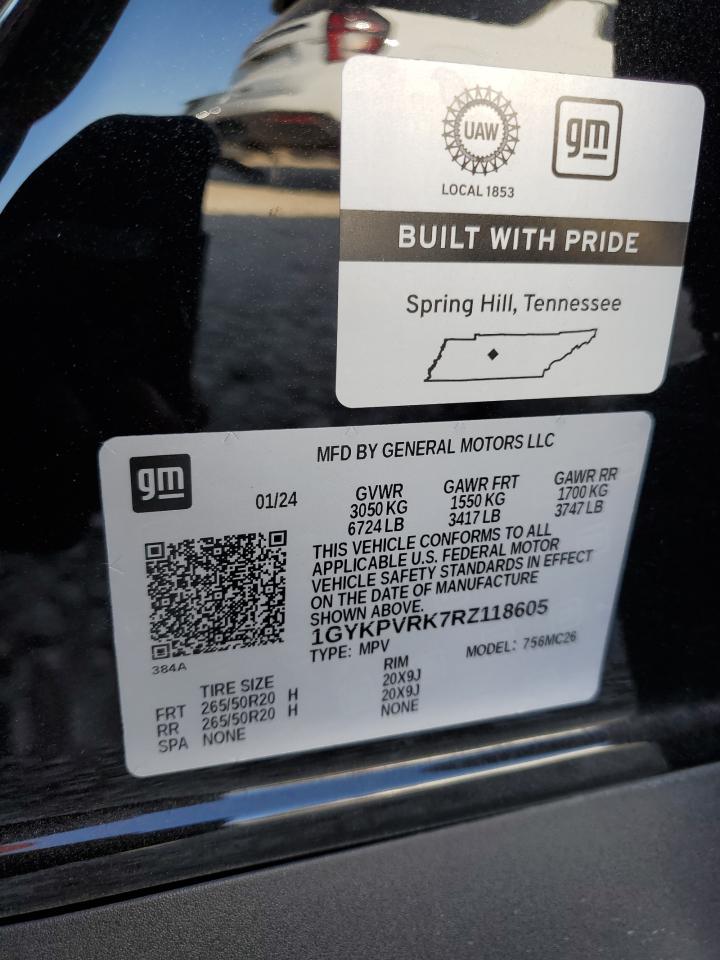 UAW
gm
LOCAL 1853
BUILT WITH PRIDE
Spring Hill, Tennessee
gm
MFD BY GENERAL MOTORS LLC
01/24
GVWR
3050 KG
6724 LB
GAWR FRT
1550 KG
3417 LB
GAWR RR
1700 KG
3747 LB
THIS VEHICLE CONFORMS TO ALL
APPLICABLE U.S. FEDERAL MOTOR
VEHICLE SAFETY STANDARDS IN EFFECT
ON THE DATE OF MANUFACTURE
SHOWN ABOVE.
1GYKPVRK7RZ118605
TYPE: MPV MODEL: 756MC26
384A
TIRE SIZE RIM
FRT 265/50R20 H 20X9J
RR 265/50R20 H 20X9J
SPA NONE NONE